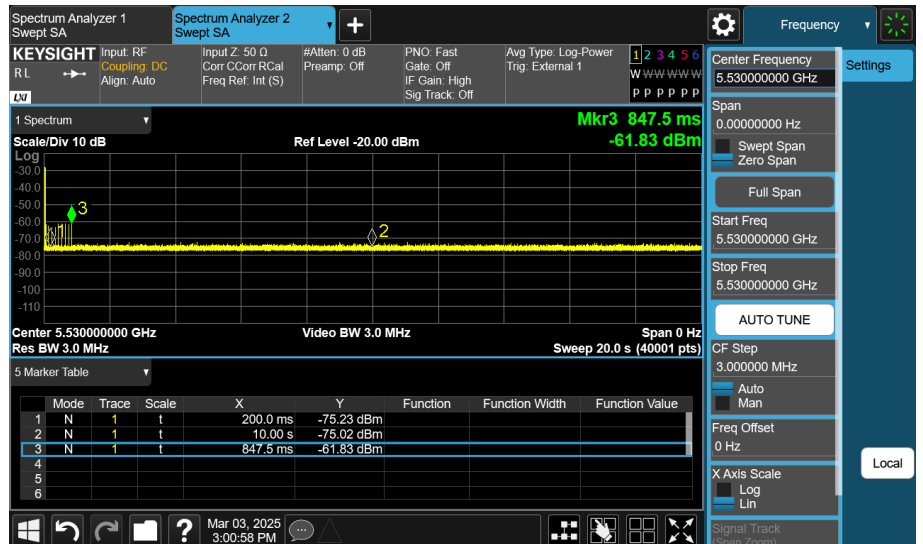 Spectrum Analyzer 1
Swept SA
Spectrum Analyzer 2
Swept SA
Frequency
KEYSIGHT
RL
LXI
Input: RF
Coupling: DC
Align: Auto
Input Z: 50 Ω
Corr CCorr RCal
Freq Ref: Int (S)
#Atten: 0 dB
Preamp: Off
PNO: Fast
Gate: Off
IF Gain: High
Sig Track: Off
Avg Type: Log-Power
Trig: External 1
1 2 3 4 5 6
W W W W W W
P P P P P P
1 Spectrum
Scale/Div 10 dB
Ref Level -20.00 dBm
Mkr3 847.5 ms
-61.83 dBm
Log
-30.0
-40.0
-50.0
-60.0
-70.0
-80.0
-90.0
-100
-110
3
1
2
Center 5.530000000 GHz
Video BW 3.0 MHz
Span 0 Hz
Res BW 3.0 MHz
Sweep 20.0 s (40001 pts)
5 Marker Table
Mode Trace Scale X Y Function Function Width Function Value
1 N 1 t 200.0 ms -75.23 dBm
2 N 1 t 10.00 s -75.02 dBm
3 N 1 t 847.5 ms -61.83 dBm
4
5
6
Center Frequency
5.530000000 GHz
Span
0.00000000 Hz
Swept Span
Zero Span
Full Span
Start Freq
5.530000000 GHz
Stop Freq
5.530000000 GHz
AUTO TUNE
CF Step
3.000000 MHz
Auto
Man
Freq Offset
0 Hz
X Axis Scale
Log
Lin
Signal Track
(Span Zoom)
Settings
Local
?
Mar 03, 2025
3:00:58 PM